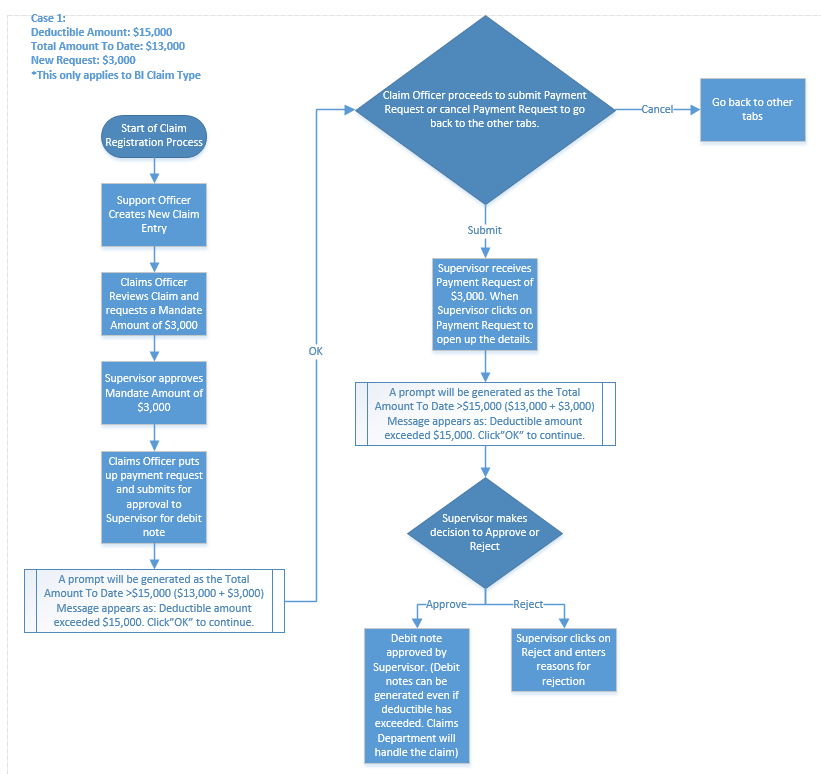 Case 1:
Deductible Amount: $15,000
Total Amount To Date: $13,000
New Request: $3,000
*This only applies to BI Claim Type
Start of Claim
Registration Process
Support Officer
Creates New Claim
Entry
Claims Officer
Reviews Claim and
requests a Mandate
Amount of $3,000
Supervisor approves
Mandate Amount of
$3,000
Claims Officer puts
up payment request
and submits for
approval to
Supervisor for debit
note
A prompt will be generated as the Total
Amount To Date >$15,000 ($13,000 + $3,000)
Message appears as: Deductible amount
exceeded $15,000. Click"OK" to continue.
OK
Claim Officer proceeds to submit Payment
Request or cancel Payment Request to go
back to the other tabs.
Cancel
Go back to other
tabs
Submit
Supervisor receives
Payment Request of
$3,000. When
Supervisor clicks on
Payment Request to
open up the details.
A prompt will be generated as the Total
Amount To Date >$15,000 ($13,000 + $3,000)
Message appears as: Deductible amount
exceeded $15,000. Click"OK" to continue.
Supervisor makes
decision to Approve or
Reject
Approve
Reject
Debit note
approved by
Supervisor. (Debit
notes can be
generated even if
deductible has
exceeded. Claims
Department will
handle the claim)
Supervisor clicks on
Reject and enters
reasons for
rejection